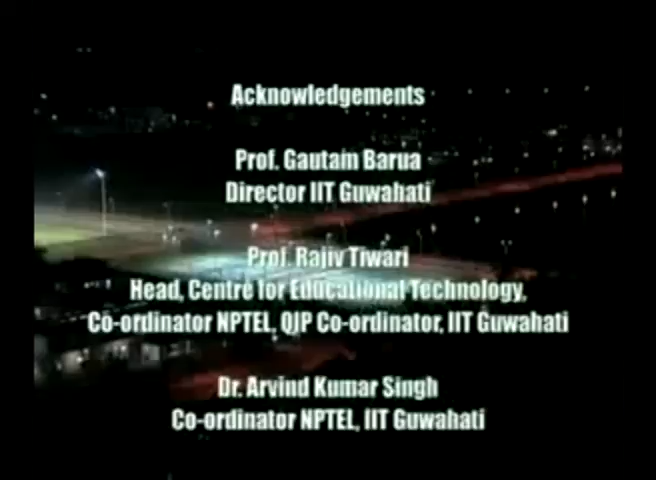 Acknowledgements
Prof. Gautam Barua
Director IIT Guwahati
Prof. Rajiv Tiwari
Head, Centre for Educational Technology,
Co-ordinator NPTEL, QIP Co-ordinator, IIT Guwahati
Dr. Arvind Kumar Singh
Co-ordinator NPTEL, IIT Guwahati